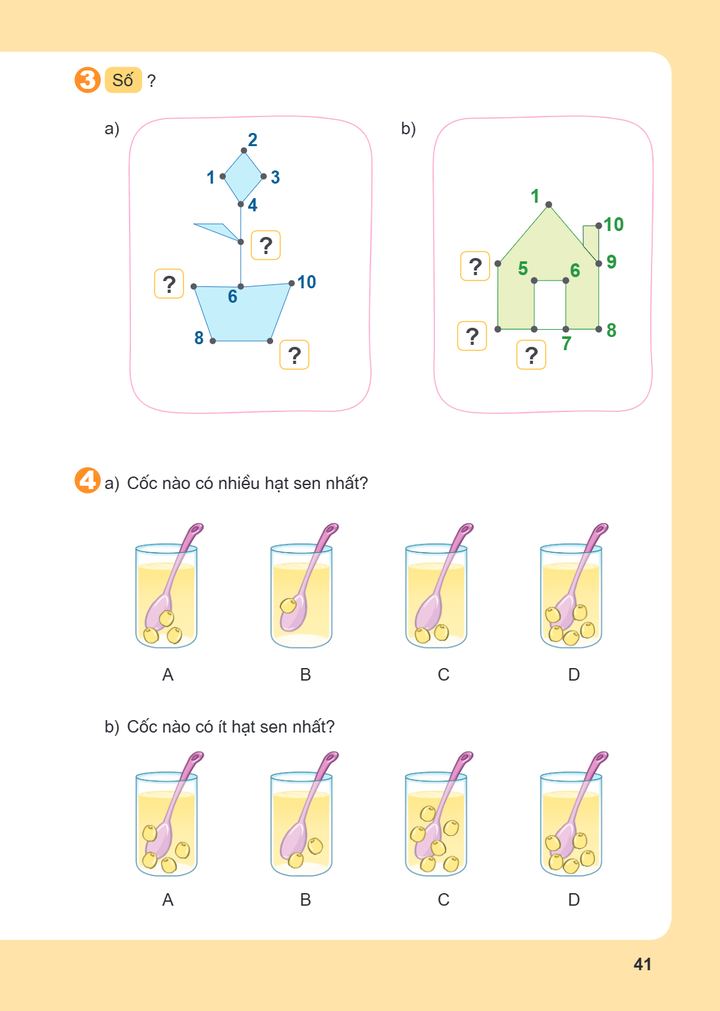 3 Số ?
a)
b)
2
1
3
4
?
?
6
10
8
?
1
10
?
5
6
9
?
?
7
8
4 a) Cốc nào có nhiều hạt sen nhất?
A
B
C
D
b) Cốc nào có ít hạt sen nhất?
A
B
C
D
41